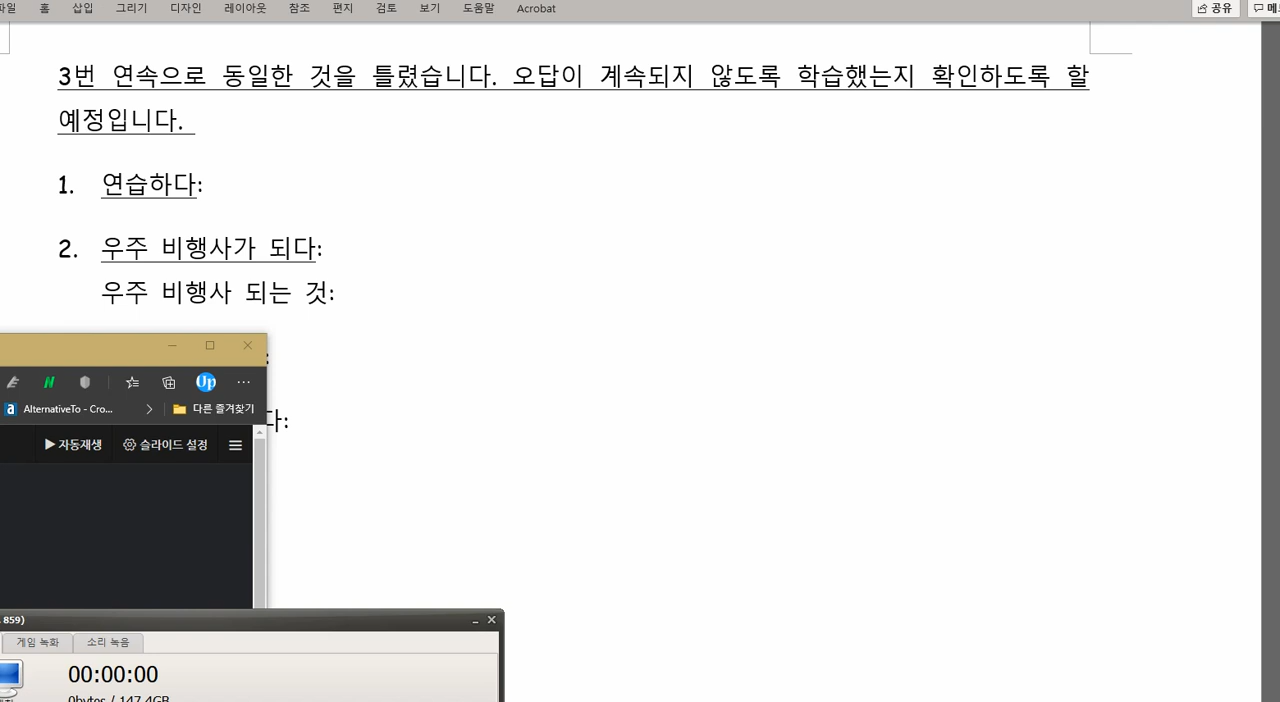 파일 홈 삽입 그리기 디자인 레이아웃 참조 편지 검토 보기 도움말 Acrobat 공유 메모
3번 연속으로 동일한 것을 틀렸습니다. 오답이 계속되지 않도록 학습했는지 확인하도록 할
예정입니다.
1. 연습하다:
2. 우주 비행사가 되다:
우주 비행사 되는 것:
:
다:
N Up ...
a AlternativeTo - Cro... 다른 즐겨찾기
자동재생 슬라이드 설정
859)
게임 녹화 소리 녹음
00:00:00
0bytes / 147.4GB